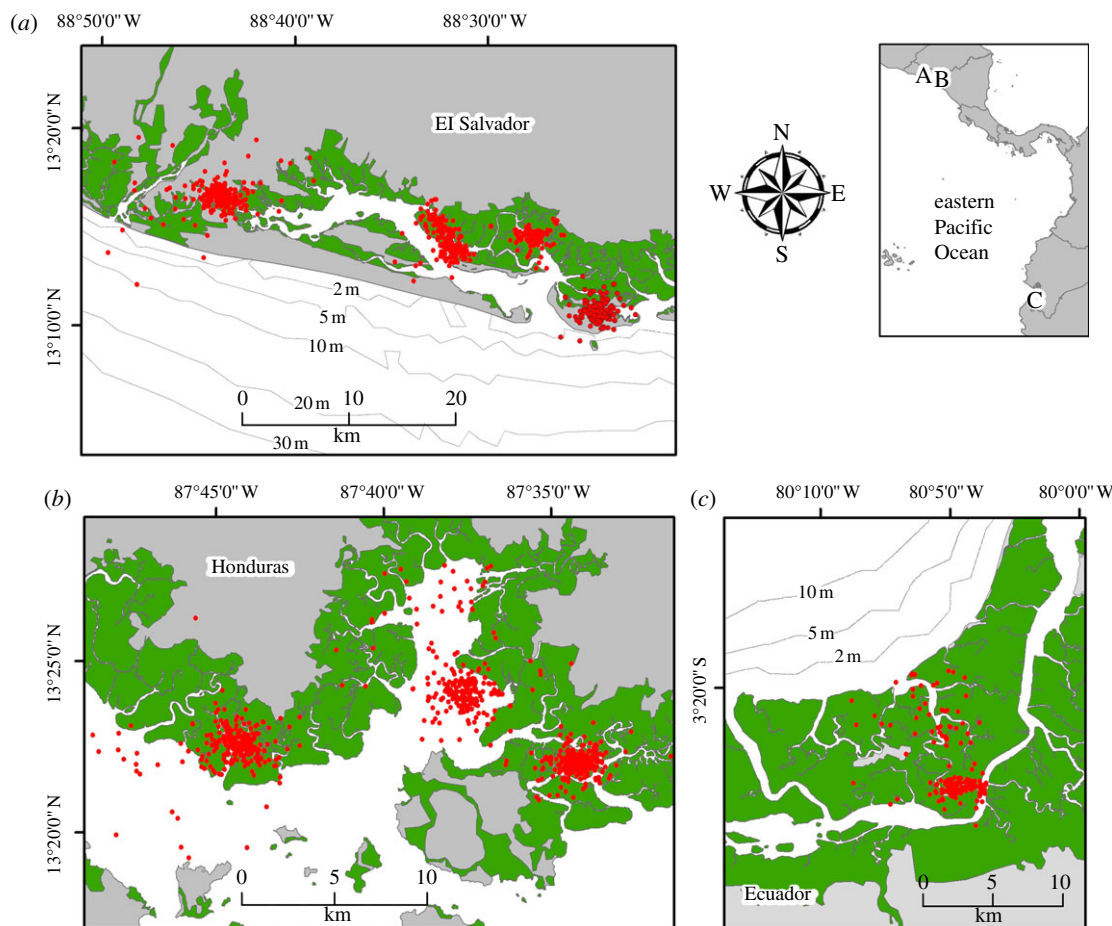 (a)
88°50'0" W
88°40'0" W
88°30'0" W
13°20'0" N
13°10'0" N
El Salvador
2 m
5 m
10 m
20 m
30 m
0
10
20
km
N
W
E
S
A
B
eastern
Pacific
Ocean
C
(b)
87°45'0" W
87°40'0" W
87°35'0" W
13°25'0" N
13°20'0" N
Honduras
0
5
10
km
(c)
80°10'0" W
80°5'0" W
80°0'0" W
3°20'0" S
10 m
5 m
2 m
Ecuador
0
5
10
km